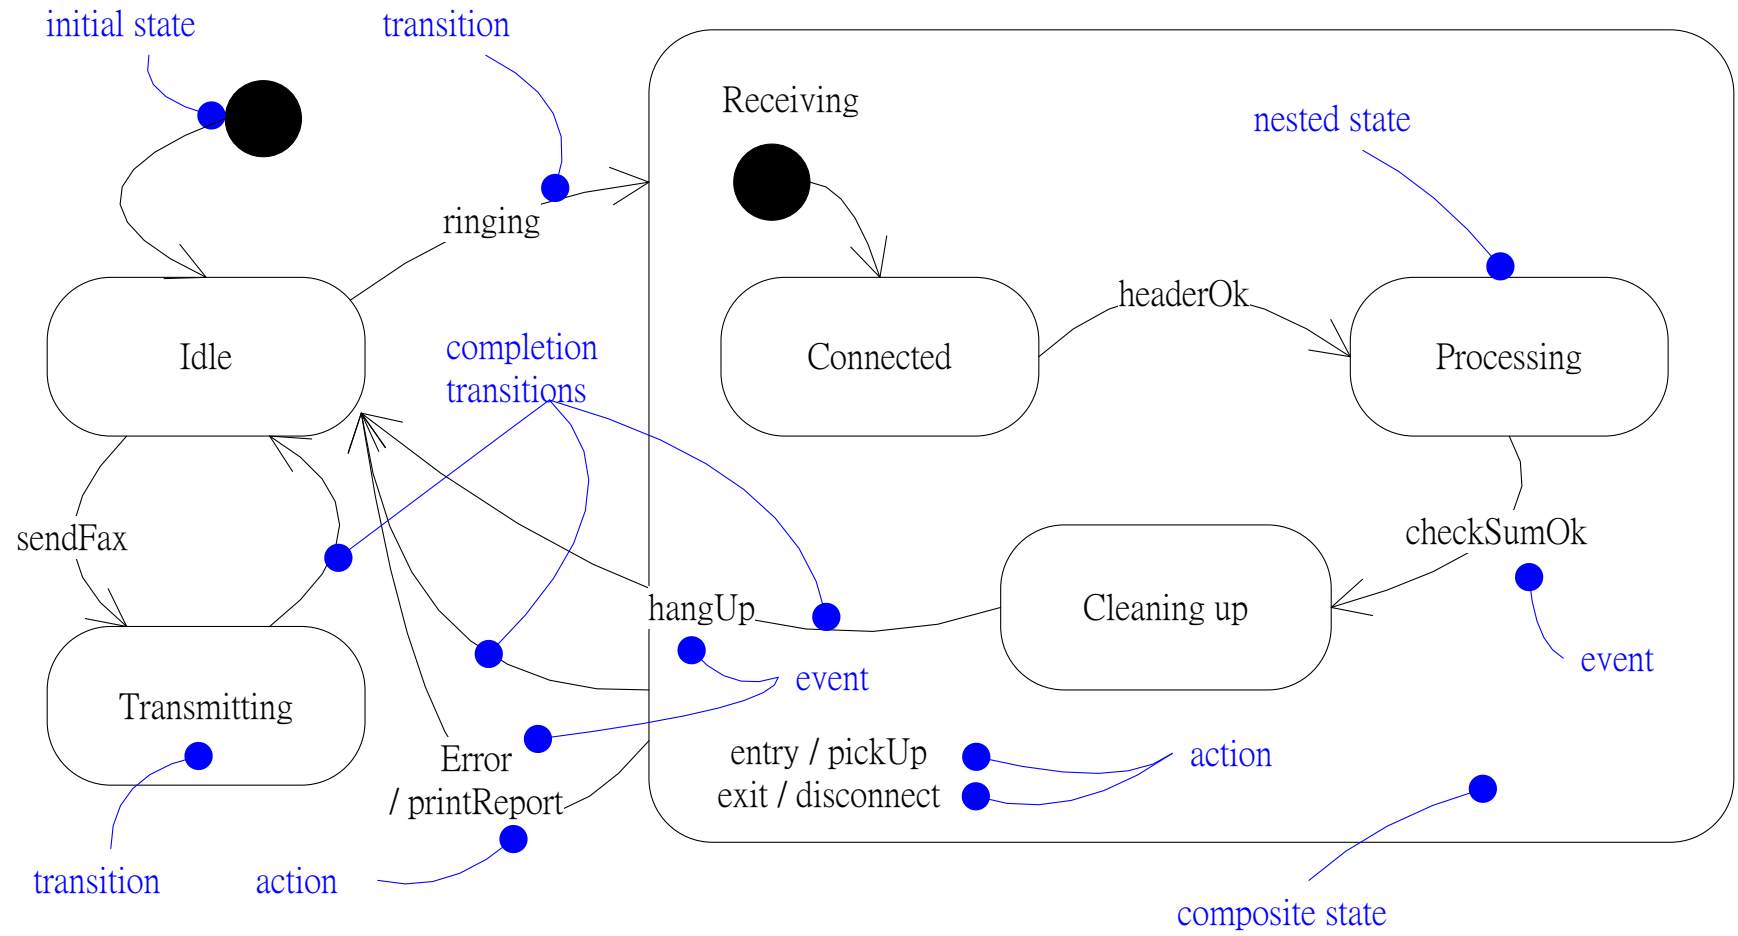 initial state
transition
Receiving
nested state
ringing
headerOk
Idle
completion
transitions
Connected
Processing
sendFax
checkSumOk
hangUp
Cleaning up
event
event
Transmitting
Error
/ printReport
entry / pickUp
exit / disconnect
action
transition
action
composite state